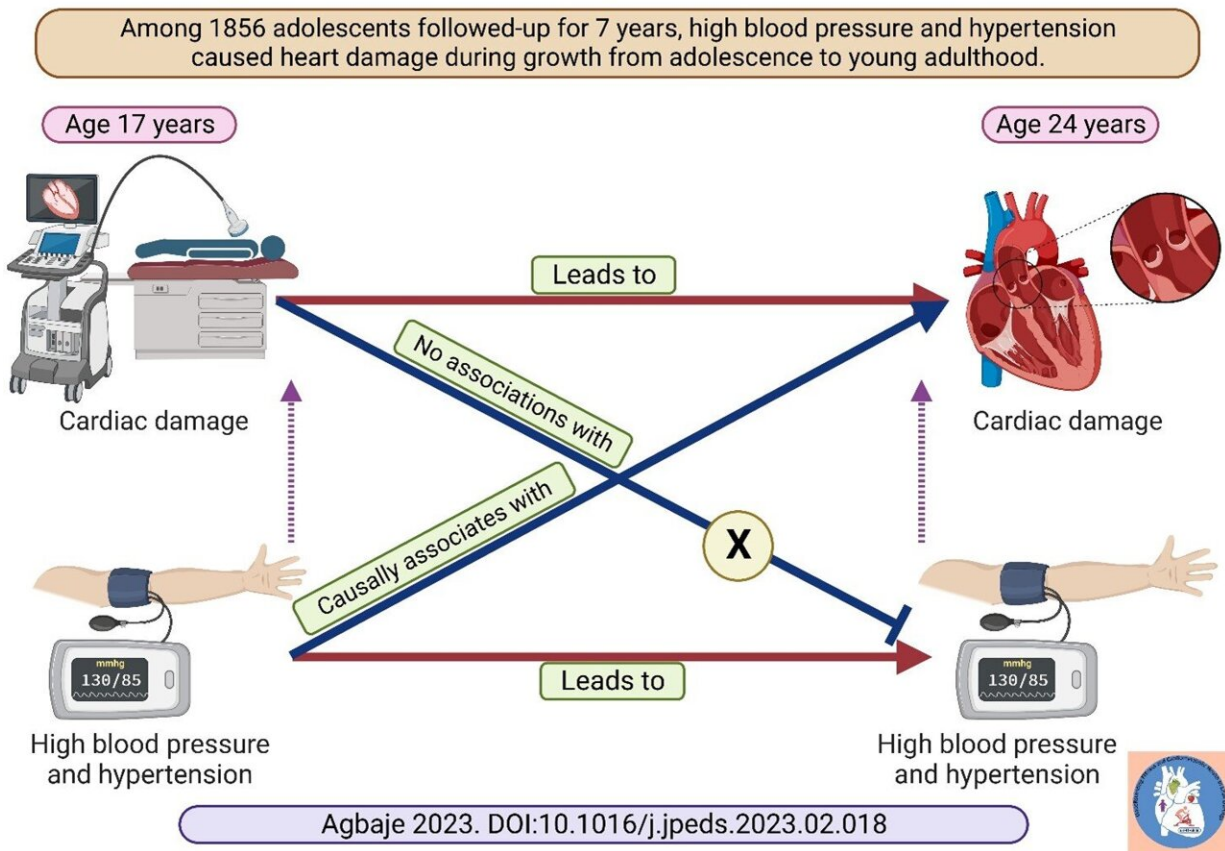 Among 1856 adolescents followed-up for 7 years, high blood pressure and hypertension
caused heart damage during growth from adolescence to young adulthood.
Age 17 years
Age 24 years
Leads to
No associations with
Cardiac damage
Cardiac damage
Causally associates with
X
mmhg
130/85
mmhg
130/85
Leads to
High blood pressure
and hypertension
High blood pressure
and hypertension
Agbaje 2023. DOI:10.1016/j.jpeds.2023.02.018